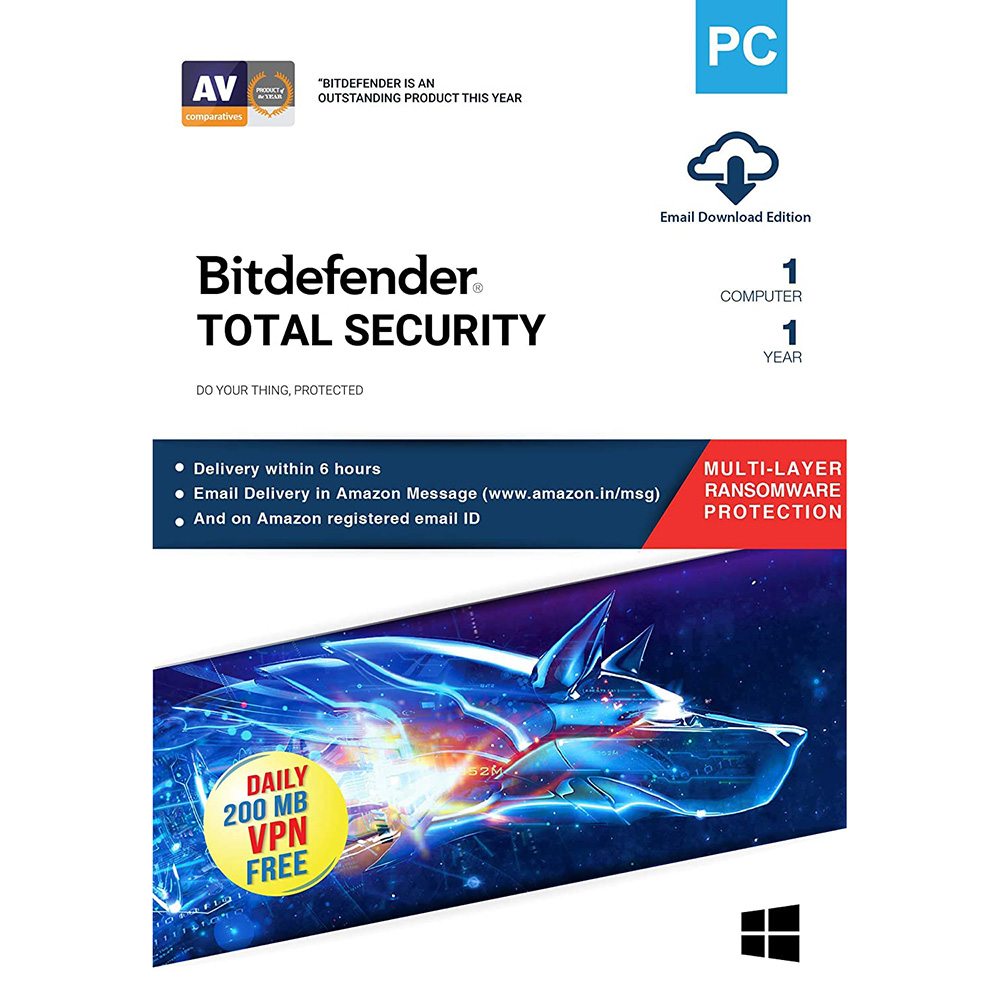 PC
AV
comparatives
PRODUCT of
the YEAR
“BITDEFENDER IS AN
OUTSTANDING PRODUCT THIS YEAR
Email Download Edition
Bitdefender®
TOTAL SECURITY
1
COMPUTER
1
YEAR
DO YOUR THING, PROTECTED
• Delivery within 6 hours
• Email Delivery in Amazon Message (www.amazon.in/msg)
• And on Amazon registered email ID
MULTI-LAYER
RANSOMWARE
PROTECTION
52M
DAILY
200 MB
VPN
FREE